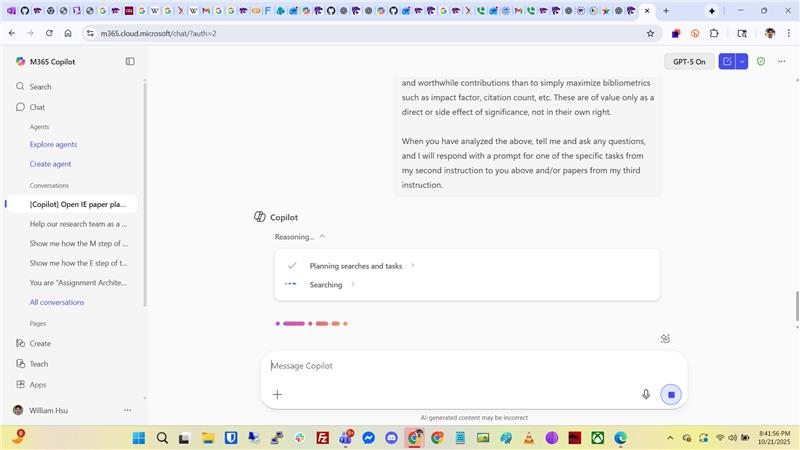 m365.cloud.microsoft/chat/?auth=2
M365 Copilot
GPT-5 On
Search
Chat
Agents
Explore agents
Create agent
Conversations
[Copilot] Open IE paper pla...
Help our research team as a ...
Show me how the M step of ...
Show me how the E step of t...
You are "Assignment Archite...
All conversations
Pages
Create
Teach
Apps
William Hsu
and worthwhile contributions than to simply maximize bibliometrics
such as impact factor, citation count, etc. These are of value only as a
direct or side effect of significance, not in their own right.
When you have analyzed the above, tell me and ask any questions,
and I will respond with a prompt for one of the specific tasks from
my second instruction to you above and/or papers from my third
instruction.
Copilot
Reasoning...
Planning searches and tasks
Searching
Message Copilot
AI-generated content may be incorrect
8:41:56 PM
10/21/2025